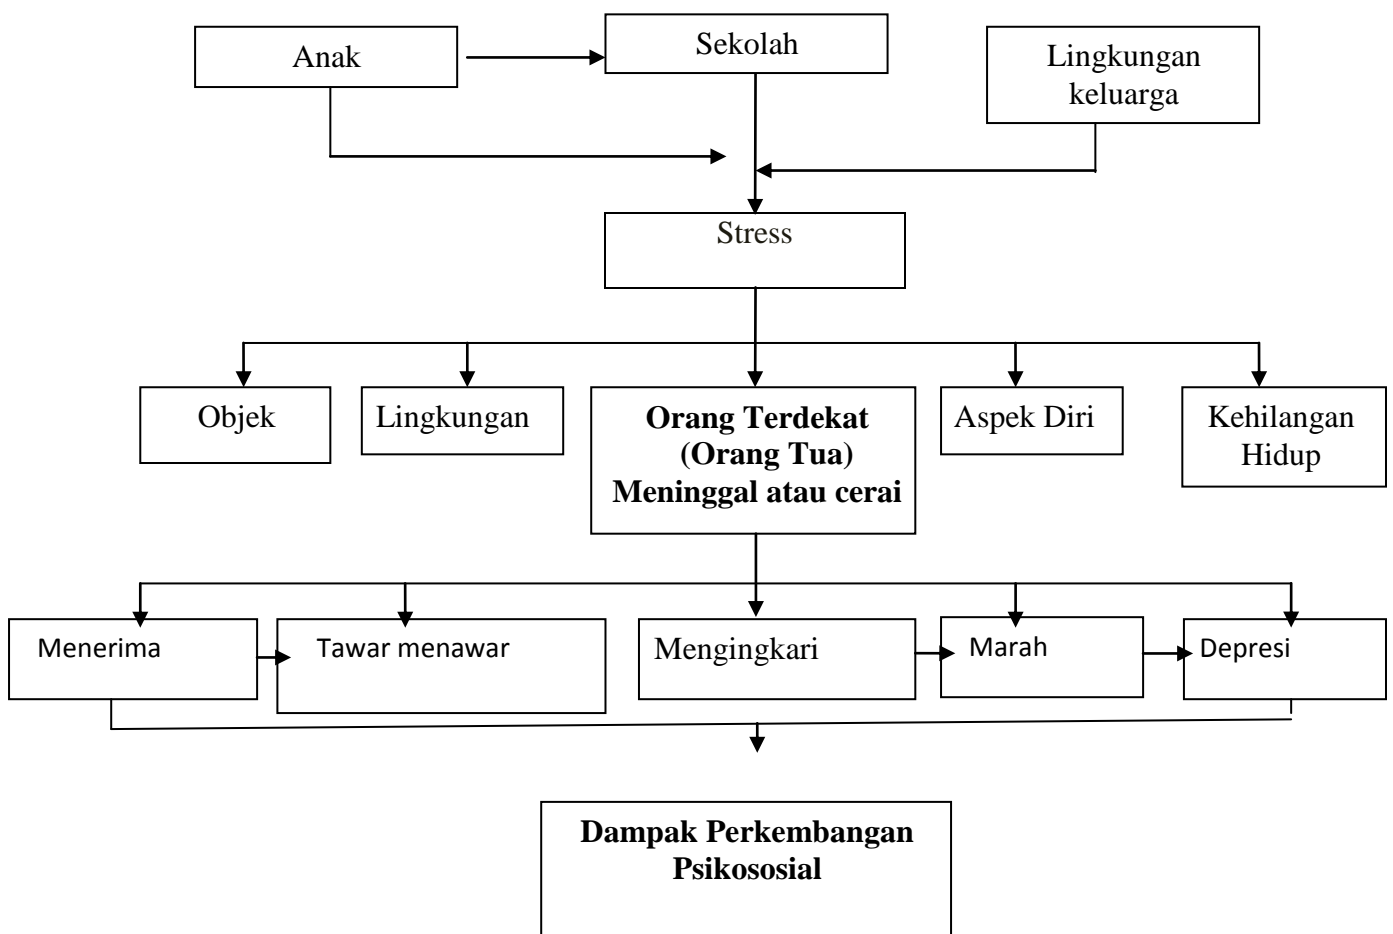 Anak
Sekolah
Lingkungan
keluarga
Stress
Objek
Lingkungan
Orang Terdekat
(Orang Tua)
Meninggal atau cerai
Aspek Diri
Kehilangan
Hidup
Menerima
Tawar menawar
Mengingkari
Marah
Depresi
Dampak Perkembangan
Psikososial